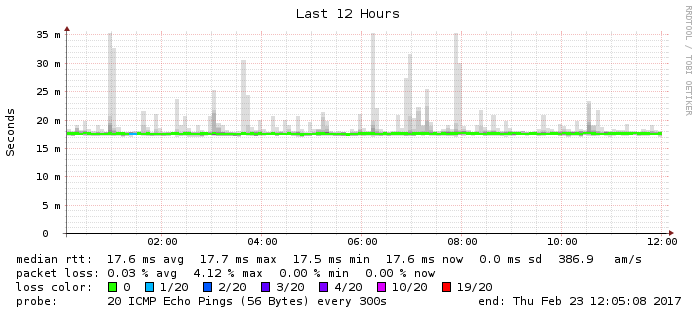 Last 12 Hours
RRDTOOL / TOBI OETIKER
Seconds
35 m
30 m
25 m
20 m
15 m
10 m
5 m
0
02:00 04:00 06:00 08:00 10:00 12:00
median rtt: 17.6 ms avg 17.7 ms max 17.5 ms min 17.6 ms now 0.0 ms sd 386.9 am/s
packet loss: 0.03 % avg 4.12 % max 0.00 % min 0.00 % now
loss color: 0 1/20 2/20 3/20 4/20 10/20 19/20
probe: 20 ICMP Echo Pings (56 Bytes) every 300s end: Thu Feb 23 12:05:08 2017